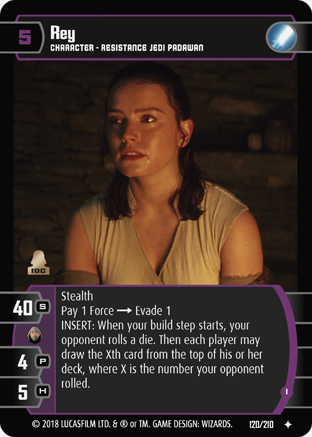 5
Rey
CHARACTER - RESISTANCE JEDI PADAWAN
IDC
40 S
4 P
5 H
Stealth
Pay 1 Force → Evade 1
INSERT: When your build step starts, your
opponent rolls a die. Then each player may
draw the Xth card from the top of his or her
deck, where X is the number your opponent
rolled.
1
© 2018 LUCASFILM LTD. & ® or TM. GAME DESIGN: WIZARDS.
120/210